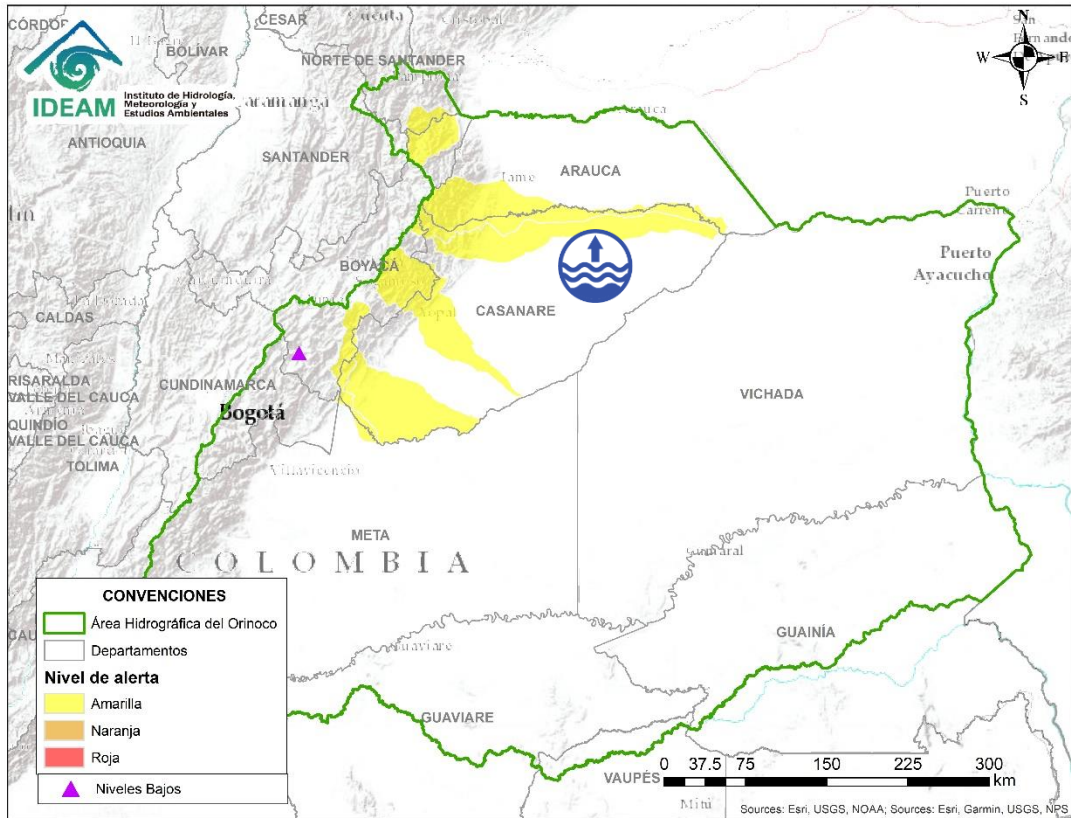 IDEAM
Instituto de Hidrología,
Meteorología y
Estudios Ambientales
CESAR
BOLÍVAR
NORTE DE SANTANDER
N
W
E
S
ANTIOQUIA
SANTANDER
ARAUCA
Arauca
Tame
Puerto
Carreño
Puerto
Ayacucho
BOYACÁ
CASANARE
CALDAS
RISARALDA
VALLE DEL CAUCA
CUNDINAMARCA
Bogotá
QUINDÍO
VALLE DEL CAUCA
TOLIMA
Villavicencio
VICHADA
META
COLOMBIA
GUAINÍA
GUAVIARE
VAUPÉS
Mitú
CONVENCIONES
Área Hidrográfica del Orinoco
Departamentos
Nivel de alerta
Amarilla
Naranja
Roja
Niveles Bajos
0 37.5 75 150 225 300
km
Sources: Esri, USGS, NOAA; Sources: Esri, Garmin, USGS, NPS